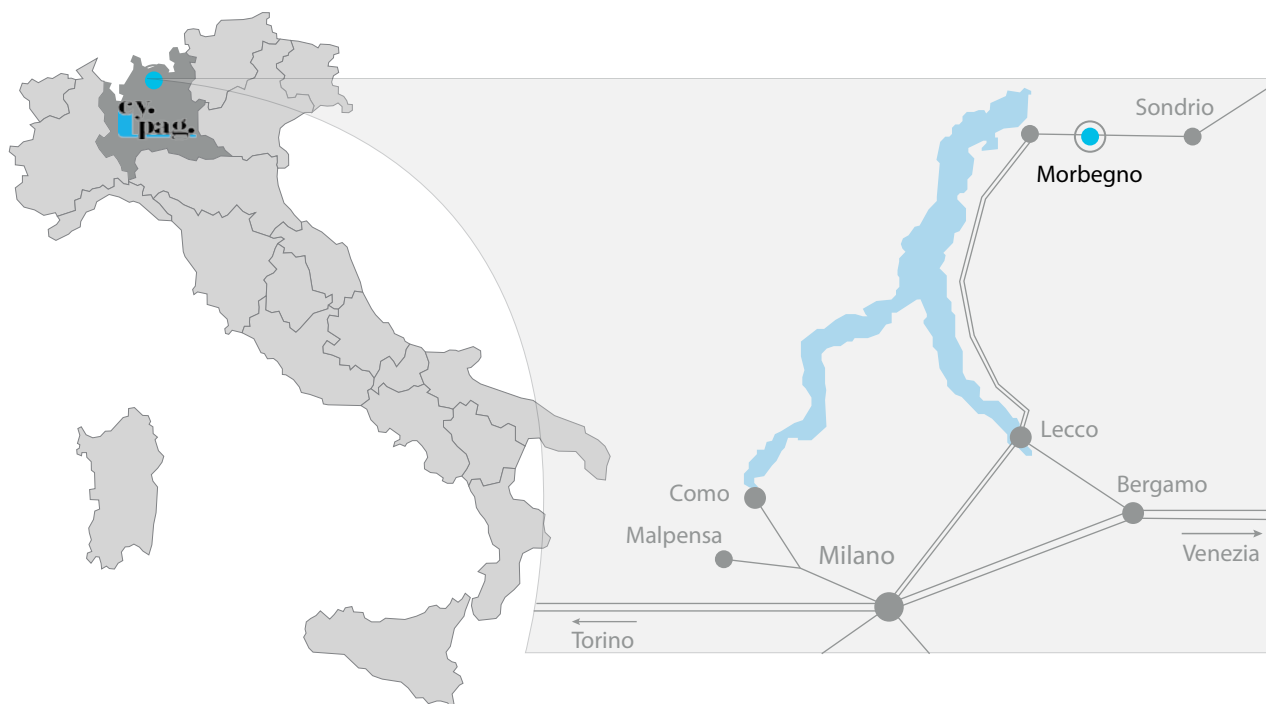 cv.
pag.
Sondrio
Morbegno
Lecco
Bergamo
Como
Malpensa
Milano
Venezia
Torino